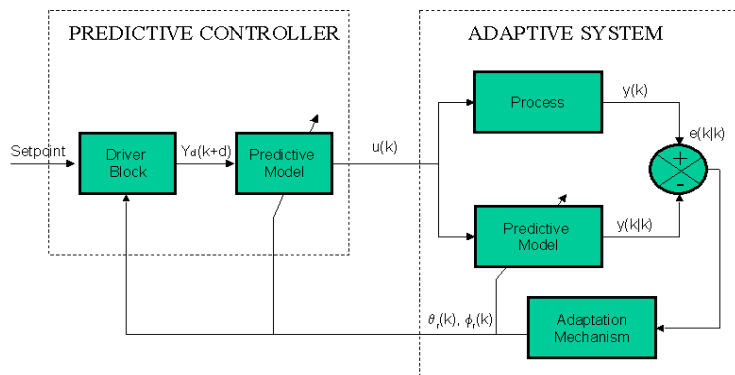 PREDICTIVE CONTROLLER
ADAPTIVE SYSTEM
Process
y(k)
e(k|k)
Setpoint
Driver
Block
Yd(k+d)
Predictive
Model
u(k)
+
-
Predictive
Model
y(k|k)
θr(k), ϕr(k)
Adaptation
Mechanism